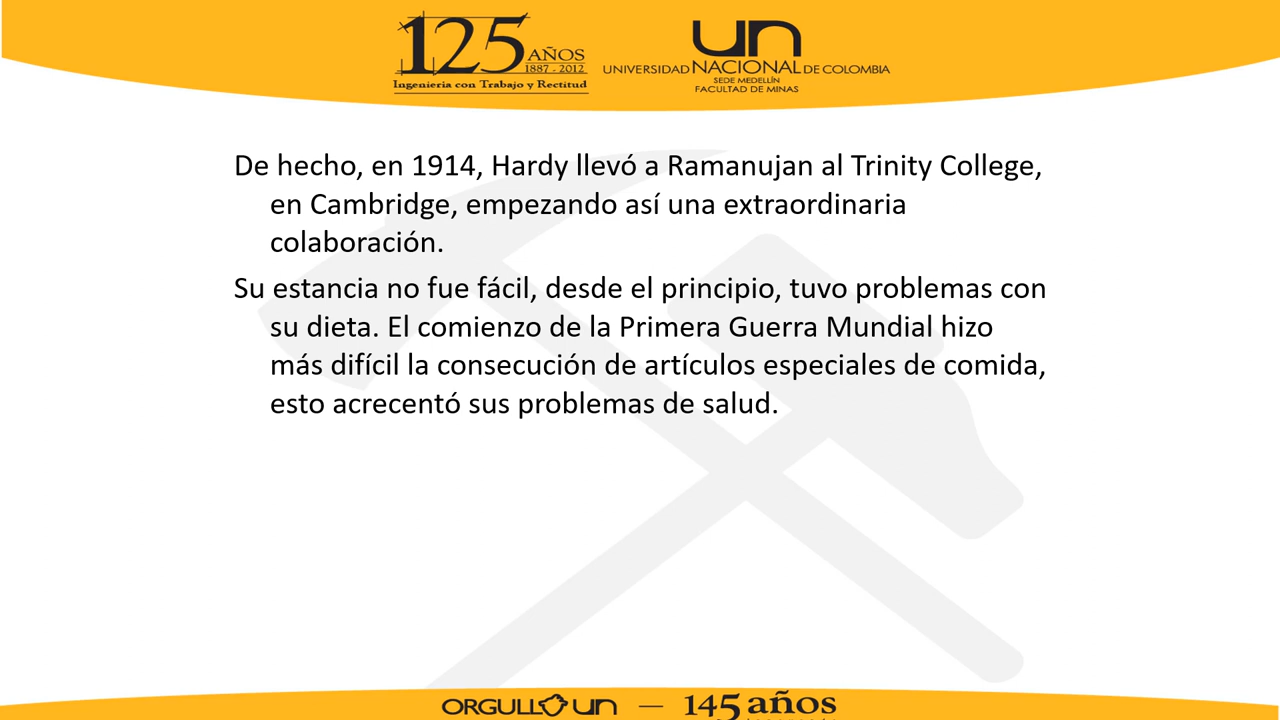 125 AÑOS
1887 - 2012
Ingeniería con Trabajo y Rectitud
un
UNIVERSIDAD NACIONAL DE COLOMBIA
SEDE MEDELLÍN
FACULTAD DE MINAS
De hecho, en 1914, Hardy llevó a Ramanujan al Trinity College,
en Cambridge, empezando así una extraordinaria
colaboración.
Su estancia no fue fácil, desde el principio, tuvo problemas con
su dieta. El comienzo de la Primera Guerra Mundial hizo
más difícil la consecución de artículos especiales de comida,
esto acrecentó sus problemas de salud.
ORGULLO UN — 145 años